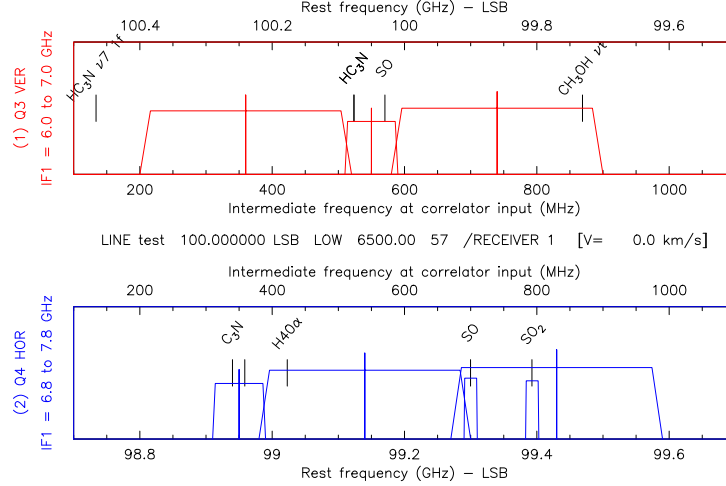 Rest frequency (GHz) − LSB
100.4 100.2 100 99.8 99.6
HC₃N HC₃N SO CH₃OH
(1) Q3 VER
IF1 = 6.0 to 7.0 GHz
200 400 600 800 1000
Intermediate frequency at correlator input (MHz)
LINE test 100.000000 LSB LOW 6500.00 57 /RECEIVER 1 [V= 0.0 km/s]
Intermediate frequency at correlator input (MHz)
200 400 600 800 1000
C₃N H40α SO SO₂
(2) Q4 HOR
IF1 = 6.8 to 7.8 GHz
98.8 99 99.2 99.4 99.6
Rest frequency (GHz) − LSB